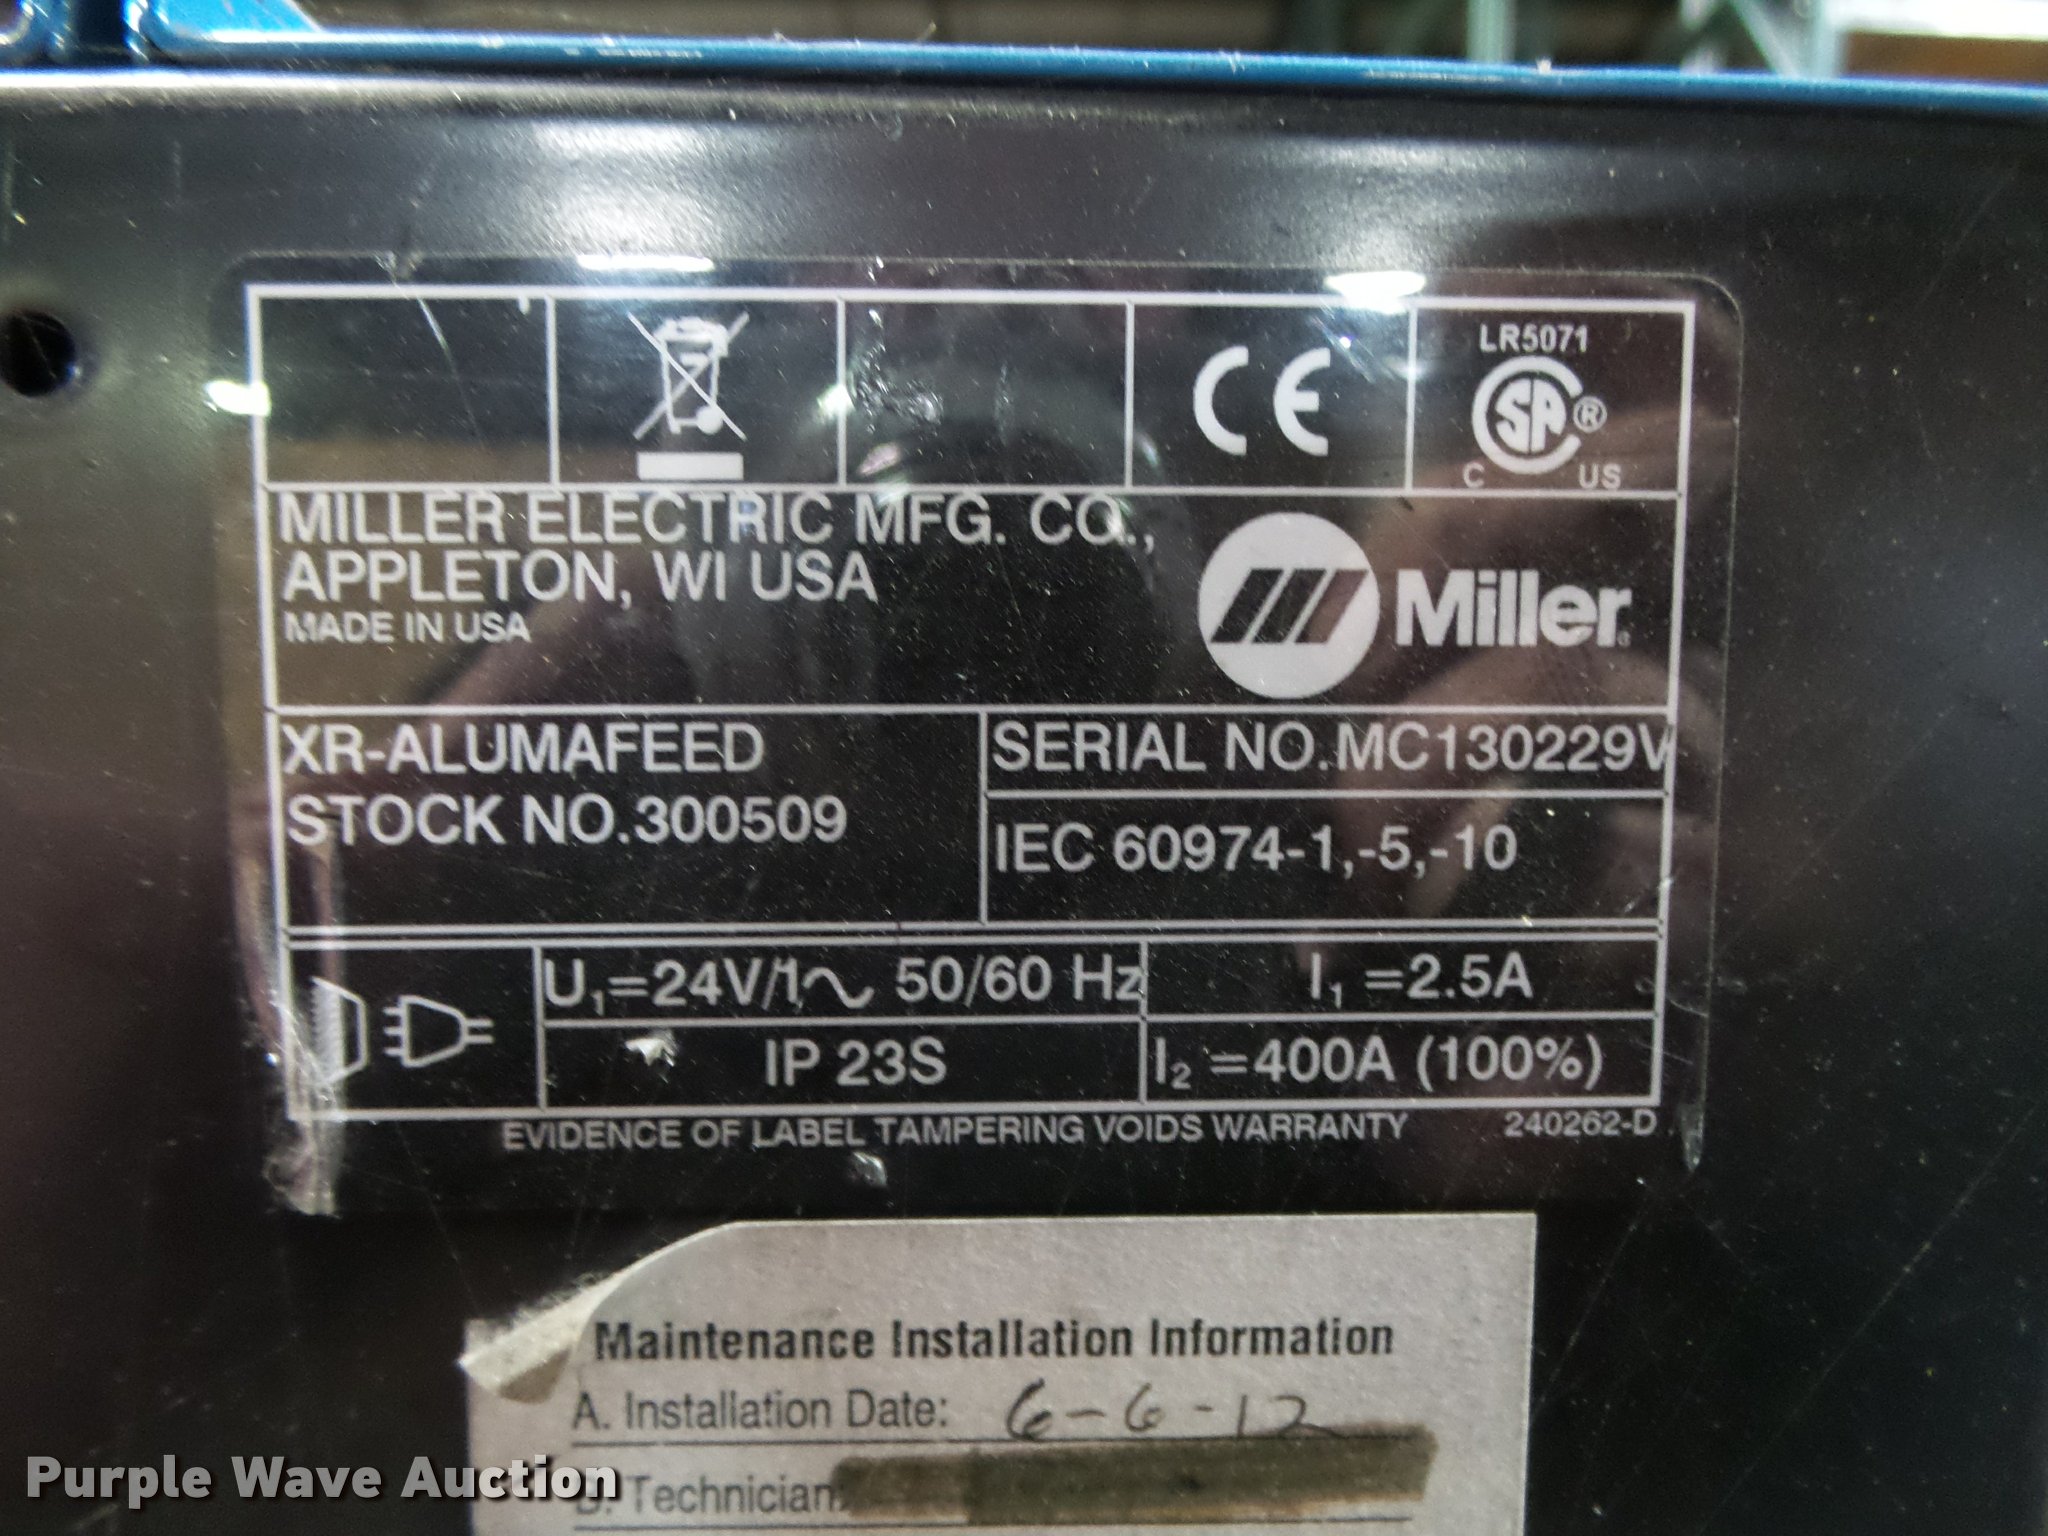 LR5071
CE
CSA®
C US
MILLER ELECTRIC MFG. CO.,
APPLETON, WI USA
MADE IN USA
Miller®
XR-ALUMAFEED
STOCK NO.300509
SERIAL NO.MC130229V
IEC 60974-1,-5,-10
U₁=24V/1∿ 50/60 Hz
I₁ =2.5A
IP 23S
I₂ =400A (100%)
EVIDENCE OF LABEL TAMPERING VOIDS WARRANTY
240262-D
Maintenance Installation Information
A. Installation Date: 6-6-12
B. Technician:
Purple Wave Auction